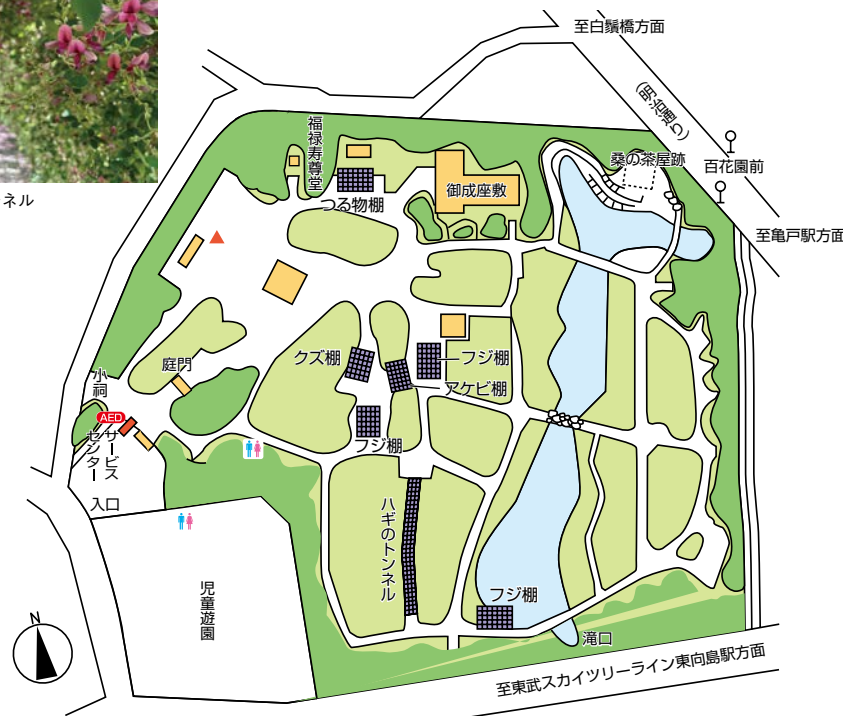 ネル
至白鬚橋方面
(明治通り)
百花園前
至亀戸駅方面
桑の茶屋跡
福禄寿尊堂
つる物棚
御成座敷
クズ棚
フジ棚
アケビ棚
フジ棚
庭門
小祠
AED
サービス
センター
入口
ハギのトンネル
児童遊園
フジ棚
滝口
N
至東武スカイツリーライン東向島駅方面